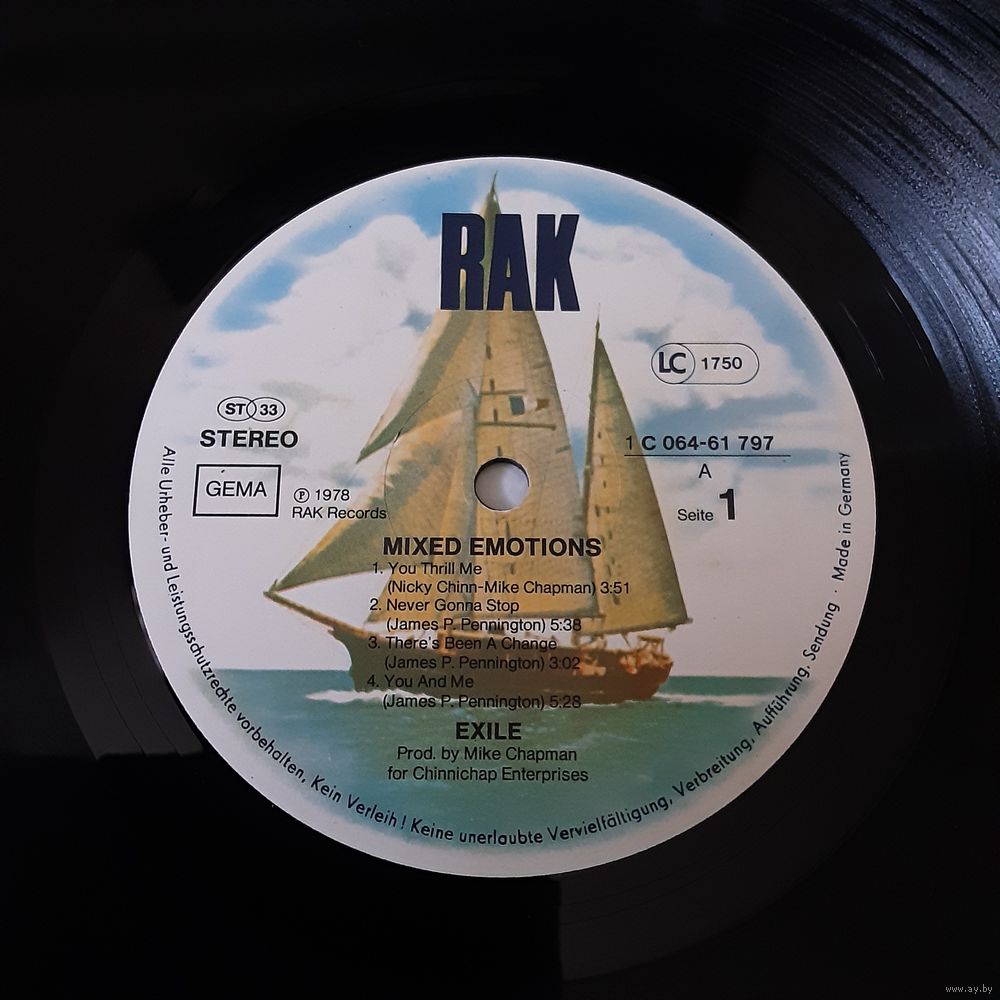 RAK
LC 1750
ST 33
STEREO
GEMA
℗ 1978
RAK Records
1 C 064-61 797
A
Seite 1
MIXED EMOTIONS
1. You Thrill Me
(Nicky Chinn-Mike Chapman) 3:51
2. Never Gonna Stop
(James P. Pennington) 5:38
3. There's Been A Change
(James P. Pennington) 3:02
4. You And Me
(James P. Pennington) 5:28
EXILE
Prod. by Mike Chapman
for Chinnichap Enterprises
Alle Urheber- und Leistungsschutzrechte vorbehalten, Kein Verleih! Keine unerlaubte Vervielfältigung, Verbreitung, Aufführung, Sendung · Made in Germany
www.ay.by